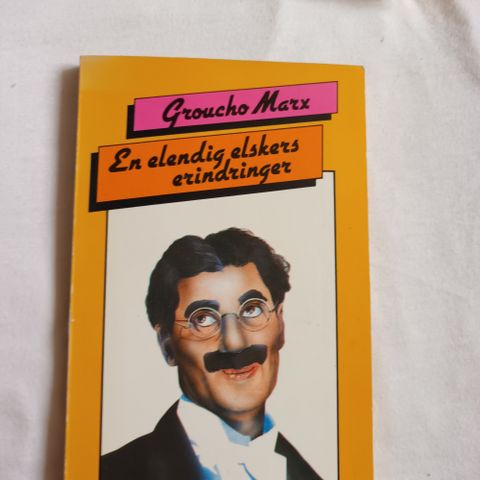 Groucho Marx
En elendig elskers
erindringer